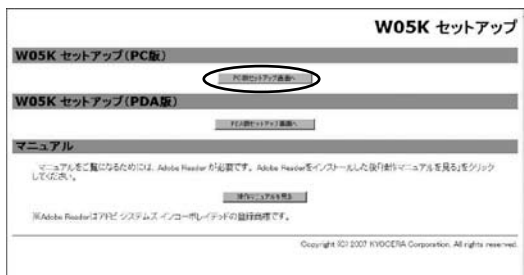 W05K セットアップ
W05K セットアップ(PC版)
PC版セットアップ画面へ
W05K セットアップ(PDA版)
PDA版セットアップ画面へ
マニュアル
マニュアルをご覧になるためには、Adobe Readerが必要です。Adobe Readerをインストールした後「操作マニュアルを見る」をクリック
してください。
操作マニュアルを見る
※Adobe Readerはアドビ システムズ インコーポレイテッドの登録商標です。
Copyright (C) 2007 KYOCERA Corporation. All rights reserved.